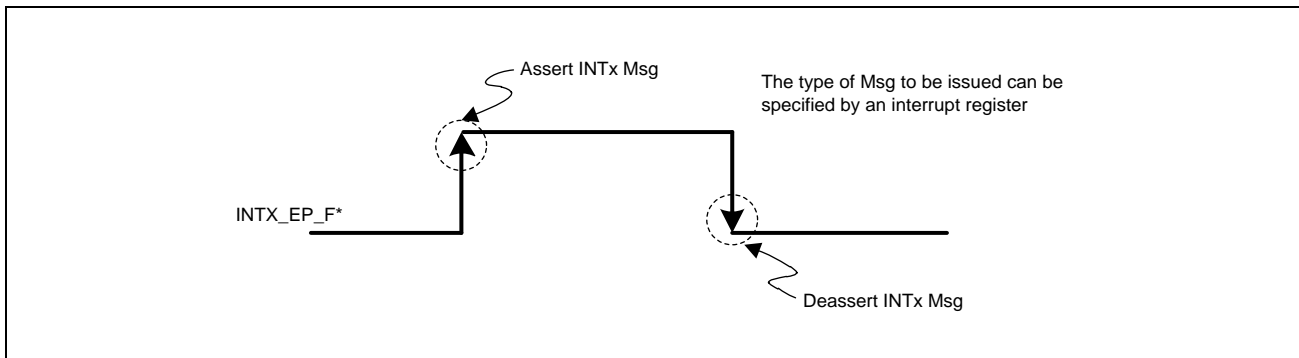 Assert INTx Msg
The type of Msg to be issued can be
specified by an interrupt register
INTX_EP_F*
Deassert INTx Msg